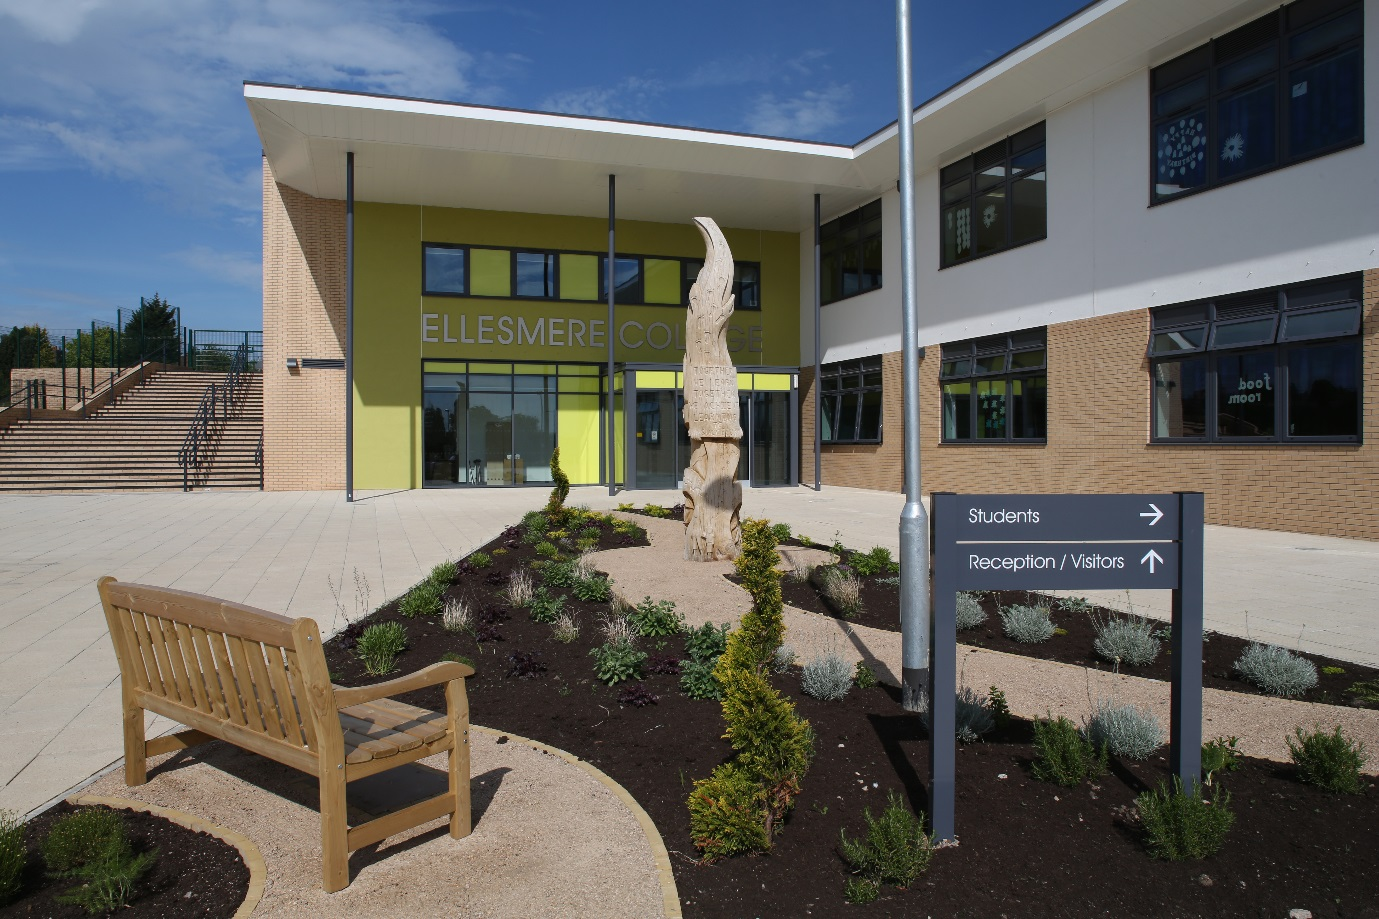 ELLESMERE COLLEGE
food
room
Students →
Reception / Visitors ↑